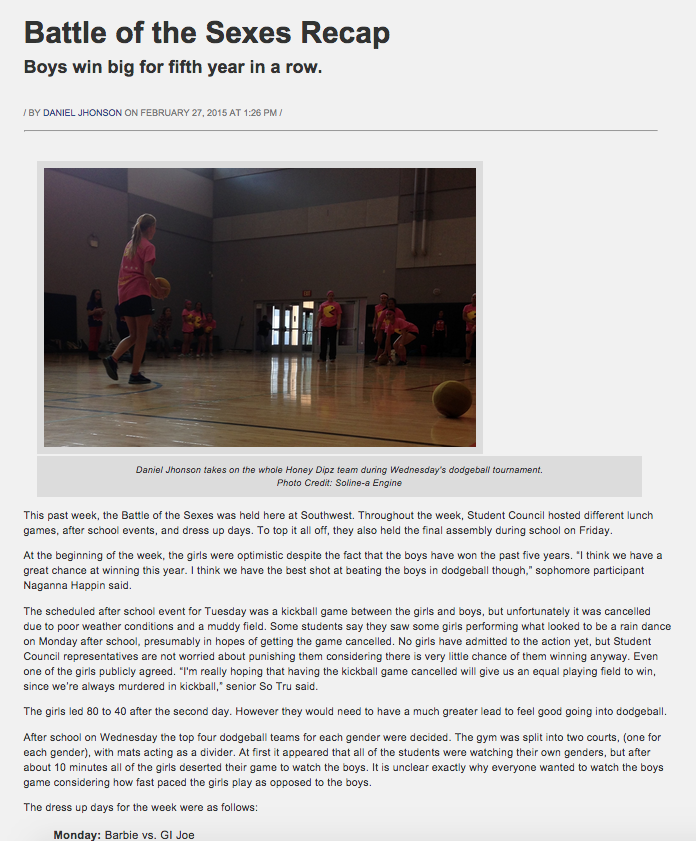 Battle of the Sexes Recap
Boys win big for fifth year in a row.
/ BY DANIEL JHONSON ON FEBRUARY 27, 2015 AT 1:26 PM /
Daniel Jhonson takes on the whole Honey Dipz team during Wednesday's dodgeball tournament.
Photo Credit: Soline-a Engine
This past week, the Battle of the Sexes was held here at Southwest. Throughout the week, Student Council hosted different lunch
games, after school events, and dress up days. To top it all off, they also held the final assembly during school on Friday.
At the beginning of the week, the girls were optimistic despite the fact that the boys have won the past five years. "I think we have a
great chance at winning this year. I think we have the best shot at beating the boys in dodgeball though," sophomore participant
Naganna Happin said.
The scheduled after school event for Tuesday was a kickball game between the girls and boys, but unfortunately it was cancelled
due to poor weather conditions and a muddy field. Some students say they saw some girls performing what looked to be a rain dance
on Monday after school, presumably in hopes of getting the game cancelled. No girls have admitted to the action yet, but Student
Council representatives are not worried about punishing them considering there is very little chance of them winning anyway. Even
one of the girls publicly agreed. "I'm really hoping that having the kickball game cancelled will give us an equal playing field to win,
since we're always murdered in kickball," senior So Tru said.
The girls led 80 to 40 after the second day. However they would need to have a much greater lead to feel good going into dodgeball.
After school on Wednesday the top four dodgeball teams for each gender were decided. The gym was split into two courts, (one for
each gender), with mats acting as a divider. At first it appeared that all of the students were watching their own genders, but after
about 10 minutes all of the girls deserted their game to watch the boys. It is unclear exactly why everyone wanted to watch the boys
game considering how fast paced the girls play as opposed to the boys.
The dress up days for the week were as follows:
Monday: Barbie vs. GI Joe